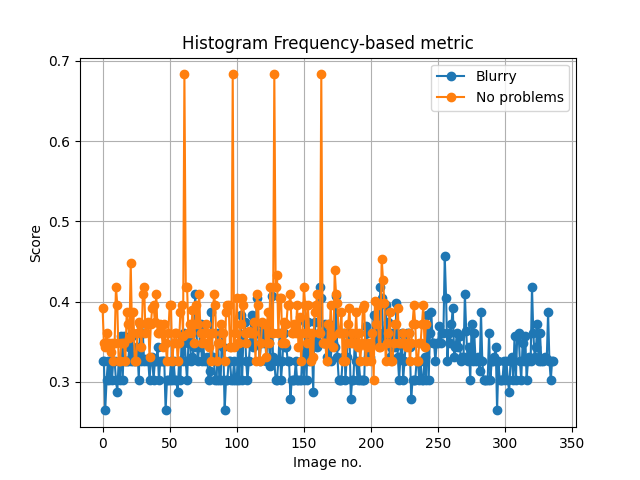 Histogram Frequency-based metric
0.7
0.6
0.5
0.4
0.3
Score
Blurry
No problems
0 50 100 150 200 250 300 350
Image no.